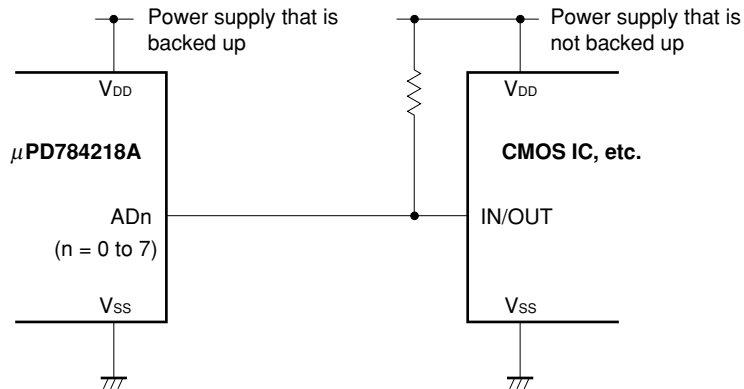 Power supply that is
backed up
Power supply that is
not backed up
VDD
VDD
μPD784218A
CMOS IC, etc.
ADn
IN/OUT
(n = 0 to 7)
VSS
VSS